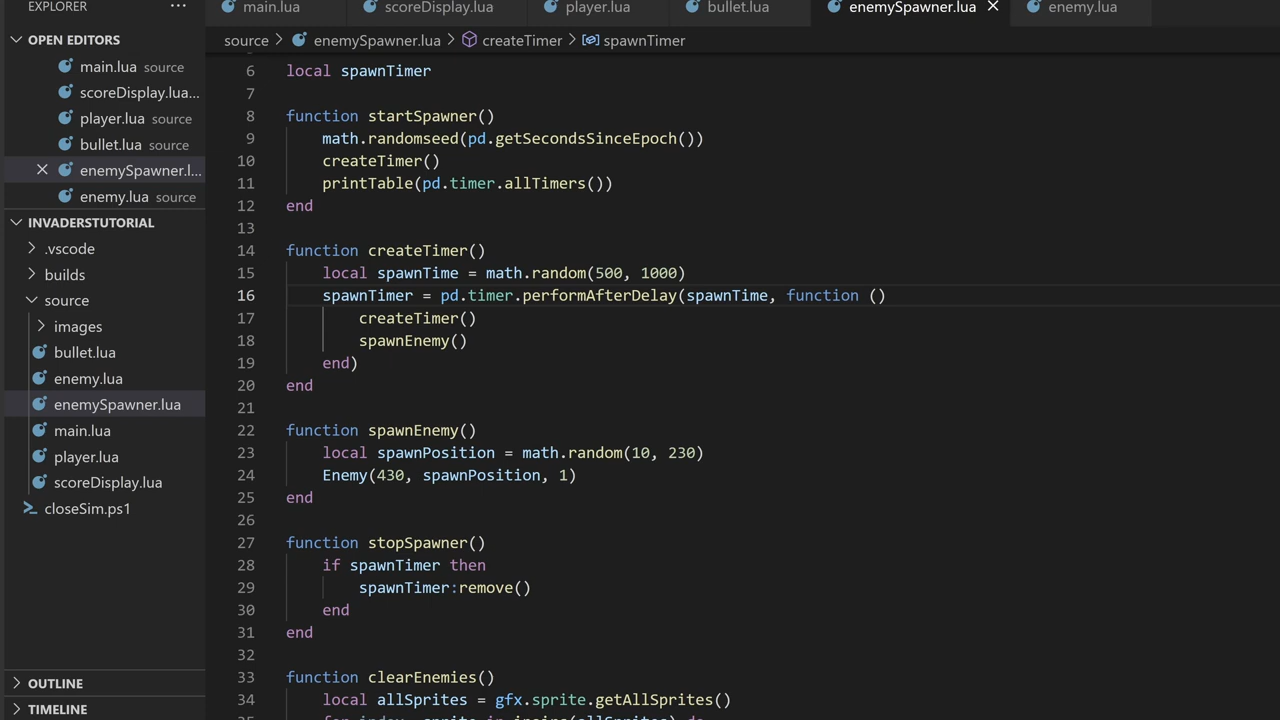 EXPLORER ...
main.lua scoreDisplay.lua player.lua bullet.lua enemySpawner.lua × enemy.lua
OPEN EDITORS
main.lua source
scoreDisplay.lua...
player.lua source
bullet.lua source
× enemySpawner.l...
enemy.lua source
INVADERSTUTORIAL
.vscode
builds
source
images
bullet.lua
enemy.lua
enemySpawner.lua
main.lua
player.lua
scoreDisplay.lua
closeSim.ps1
OUTLINE
TIMELINE
source > enemySpawner.lua > createTimer > spawnTimer
6 local spawnTimer
7
8 function startSpawner()
9 math.randomseed(pd.getSecondsSinceEpoch())
10 createTimer()
11 printTable(pd.timer.allTimers())
12 end
13
14 function createTimer()
15 local spawnTime = math.random(500, 1000)
16 spawnTimer = pd.timer.performAfterDelay(spawnTime, function ()
17 createTimer()
18 spawnEnemy()
19 end)
20 end
21
22 function spawnEnemy()
23 local spawnPosition = math.random(10, 230)
24 Enemy(430, spawnPosition, 1)
25 end
26
27 function stopSpawner()
28 if spawnTimer then
29 spawnTimer:remove()
30 end
31 end
32
33 function clearEnemies()
34 local allSprites = gfx.sprite.getAllSprites()